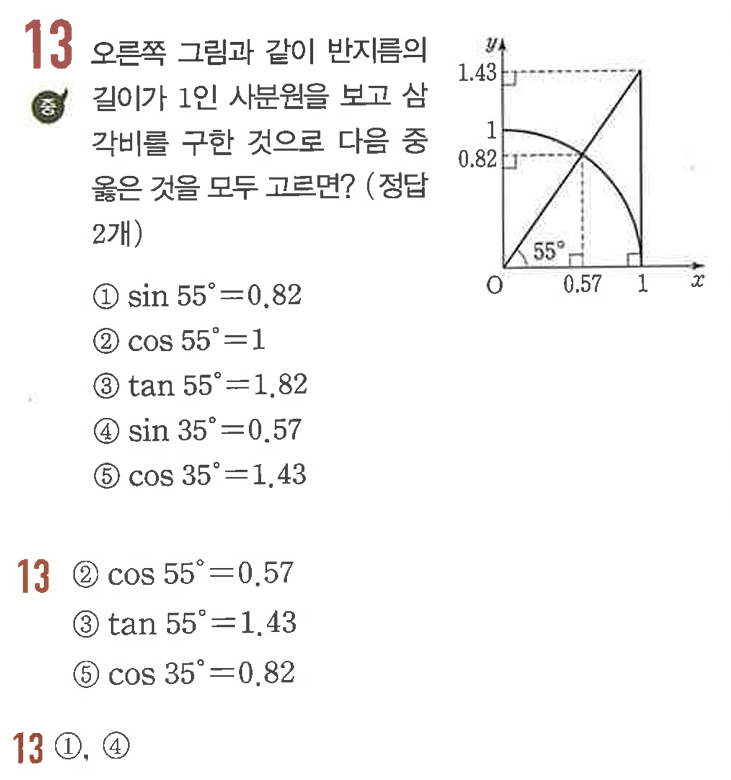 13 오른쪽 그림과 같이 반지름의
중 길이가 1인 사분원을 보고 삼
각비를 구한 것으로 다음 중
옳은 것을 모두 고르면? (정답
2개)
y
1.43
1
0.82
55°
O 0.57 1 x
① sin 55°=0.82
② cos 55°=1
③ tan 55°=1.82
④ sin 35°=0.57
⑤ cos 35°=1.43
13 ② cos 55°=0.57
③ tan 55°=1.43
⑤ cos 35°=0.82
13 ①, ④